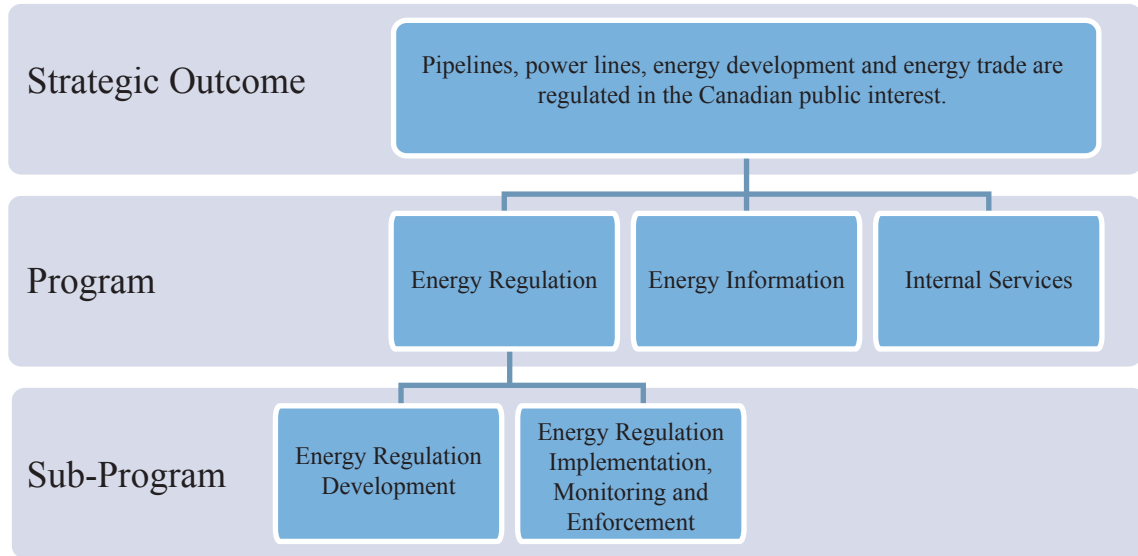 Strategic Outcome
Pipelines, power lines, energy development and energy trade are
regulated in the Canadian public interest.
Program
Energy Regulation
Energy Information
Internal Services
Sub-Program
Energy Regulation
Development
Energy Regulation
Implementation,
Monitoring and
Enforcement